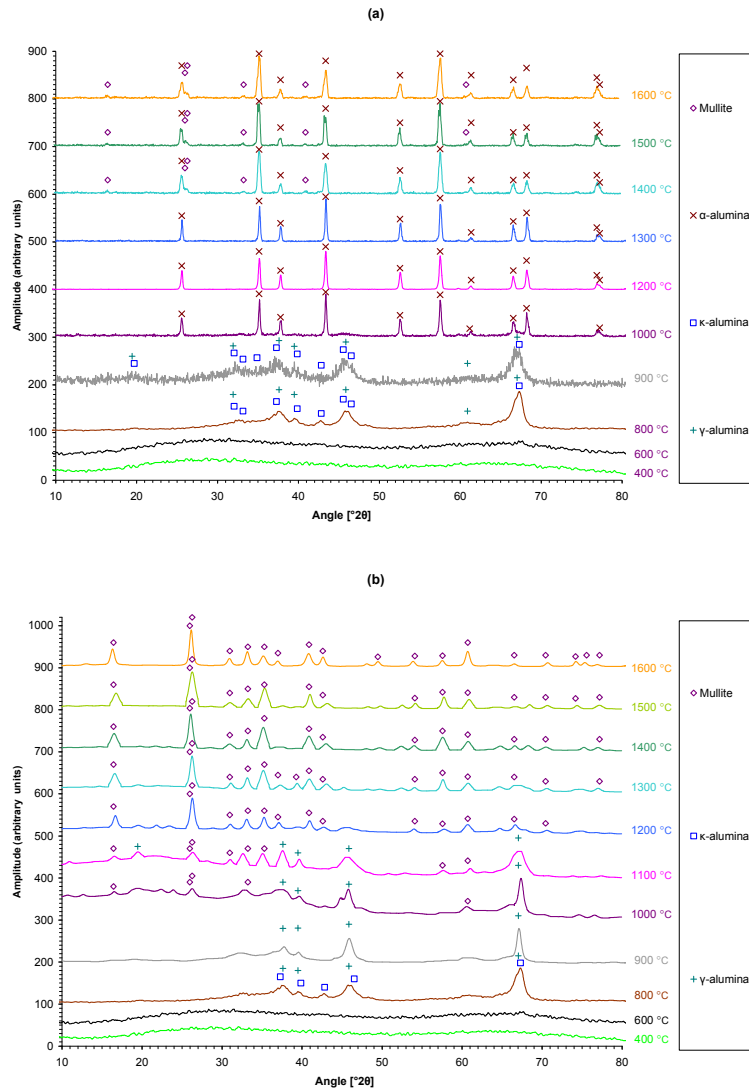 (a)
900
800
700
600
500
400
300
200
100
0
Amplitude (arbitrary units)
1600 °C
1500 °C
1400 °C
1300 °C
1200 °C
1000 °C
900 °C
800 °C
600 °C
400 °C
10 20 30 40 50 60 70 80
Angle [°2θ]
Mullite
α-alumina
κ-alumina
γ-alumina
(b)
1000
900
800
700
600
500
400
300
200
100
0
Amplitude (arbitrary units)
1600 °C
1500 °C
1400 °C
1300 °C
1200 °C
1100 °C
1000 °C
900 °C
800 °C
600 °C
400 °C
10 20 30 40 50 60 70 80
Angle [°2θ]
Mullite
κ-alumina
γ-alumina